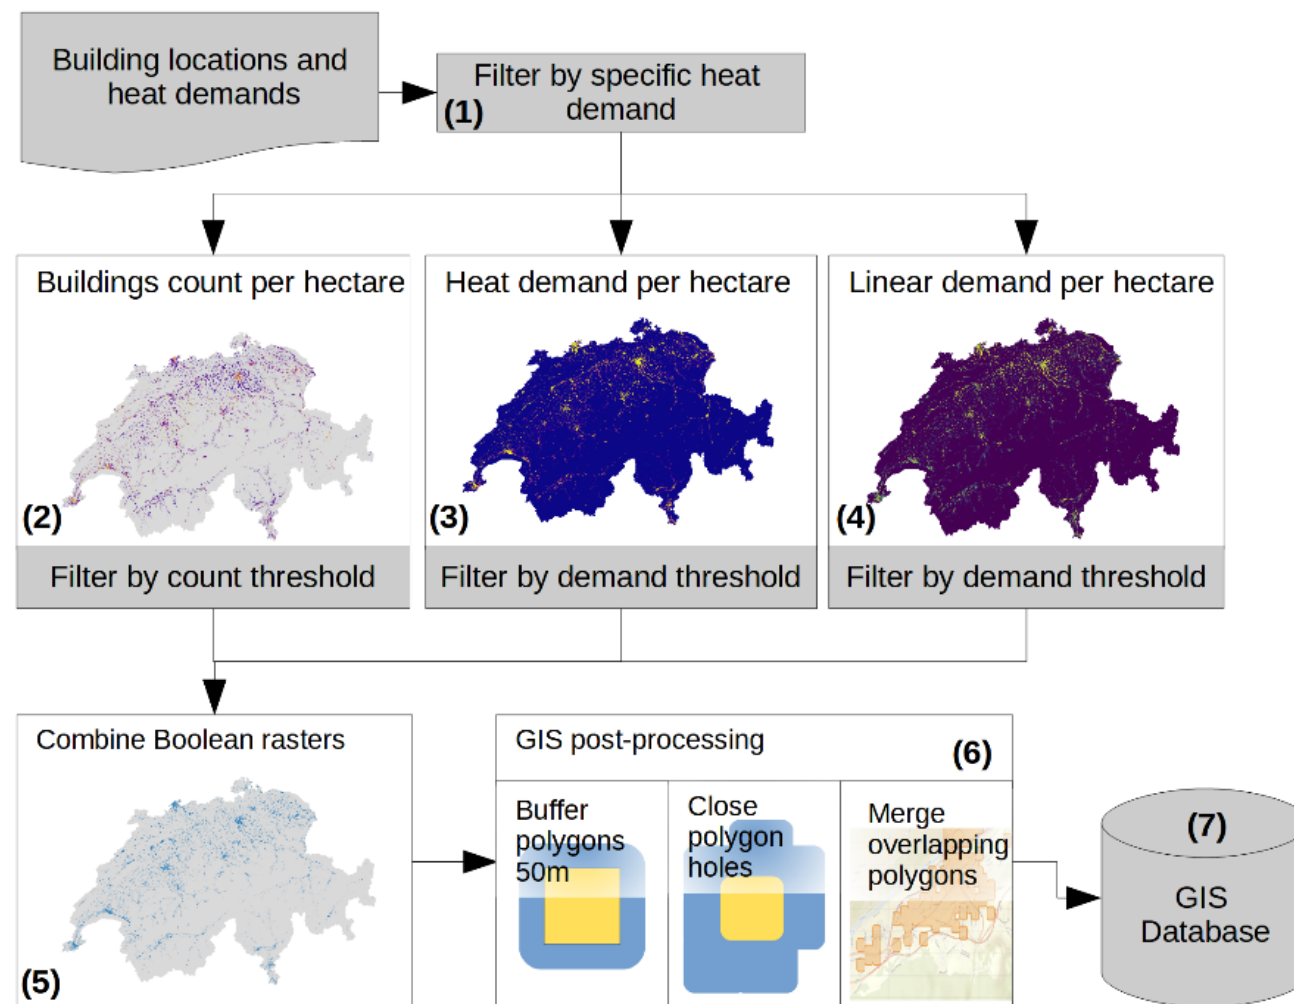 Building locations and
heat demands
Filter by specific heat
demand
(1)
Buildings count per hectare
(2)
Filter by count threshold
Heat demand per hectare
(3)
Filter by demand threshold
Linear demand per hectare
(4)
Filter by demand threshold
Combine Boolean rasters
(5)
GIS post-processing
(6)
Buffer
polygons
50m
Close
polygon
holes
Merge
overlapping
polygons
(7)
GIS
Database